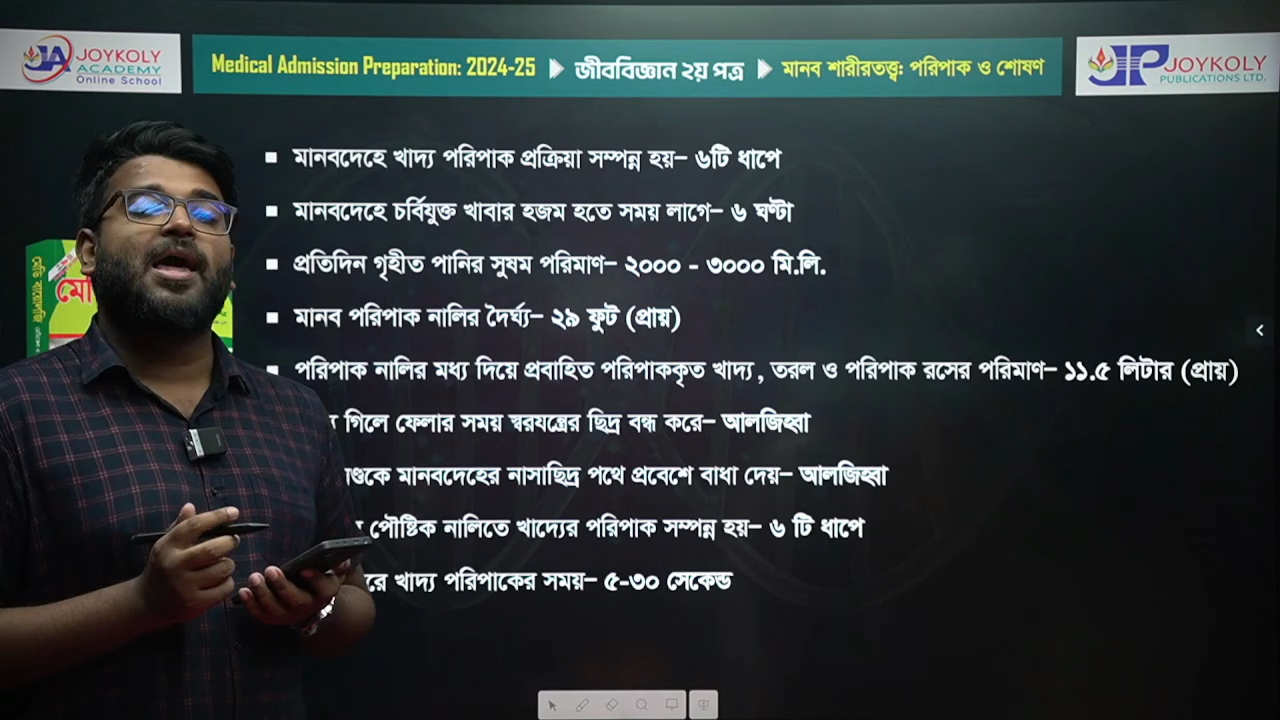 JA JOYKOLY ACADEMY Online School
Medical Admission Preparation: 2024-25 জীববিজ্ঞান ২য় পত্র মানব শারীরতত্ত্ব: পরিপাক ও শোষণ
JP JOYKOLY PUBLICATIONS LTD.
▪ মানবদেহে খাদ্য পরিপাক প্রক্রিয়া সম্পন্ন হয়– ৬টি ধাপে
▪ মানবদেহে চর্বিযুক্ত খাবার হজম হতে সময় লাগে– ৬ ঘণ্টা
▪ প্রতিদিন গৃহীত পানির সুষম পরিমাণ– ২০০০ - ৩০০০ মি.লি.
▪ মানব পরিপাক নালির দৈর্ঘ্য– ২৯ ফুট (প্রায়)
▪ পরিপাক নালির মধ্য দিয়ে প্রবাহিত পরিপাককৃত খাদ্য, তরল ও পরিপাক রসের পরিমাণ– ১১.৫ লিটার (প্রায়)
গিলে ফেলার সময় স্বরযন্ত্রের ছিদ্র বন্ধ করে– আলজিহ্বা
মানবদেহের নাসাছিদ্র পথে প্রবেশে বাধা দেয়– আলজিহ্বা
পৌষ্টিক নালিতে খাদ্যের পরিপাক সম্পন্ন হয়– ৬ টি ধাপে
খাদ্য পরিপাকের সময়– ৫-৩০ সেকেন্ড